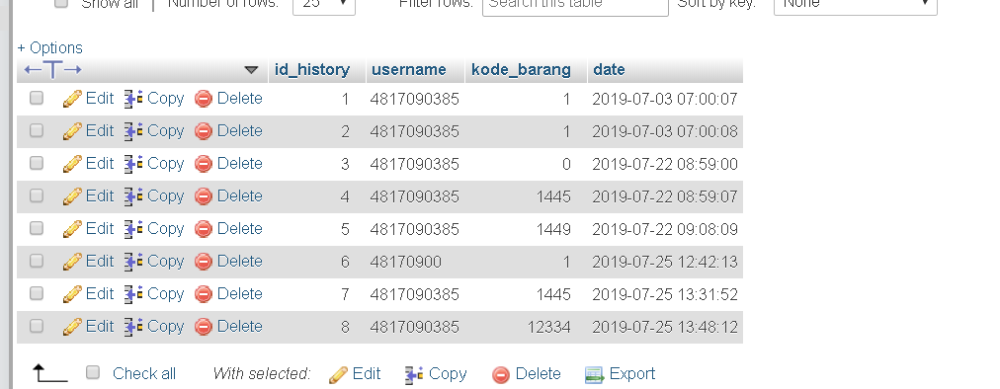 Show all Number of rows: 25 Filter rows: Search this table Sort by key: None
+ Options
id_history username kode_barang date
Edit Copy Delete 1 4817090385 1 2019-07-03 07:00:07
Edit Copy Delete 2 4817090385 1 2019-07-03 07:00:08
Edit Copy Delete 3 4817090385 0 2019-07-22 08:59:00
Edit Copy Delete 4 4817090385 1445 2019-07-22 08:59:07
Edit Copy Delete 5 4817090385 1449 2019-07-22 09:08:09
Edit Copy Delete 6 48170900 1 2019-07-25 12:42:13
Edit Copy Delete 7 4817090385 1445 2019-07-25 13:31:52
Edit Copy Delete 8 4817090385 12334 2019-07-25 13:48:12
Check all With selected: Edit Copy Delete Export